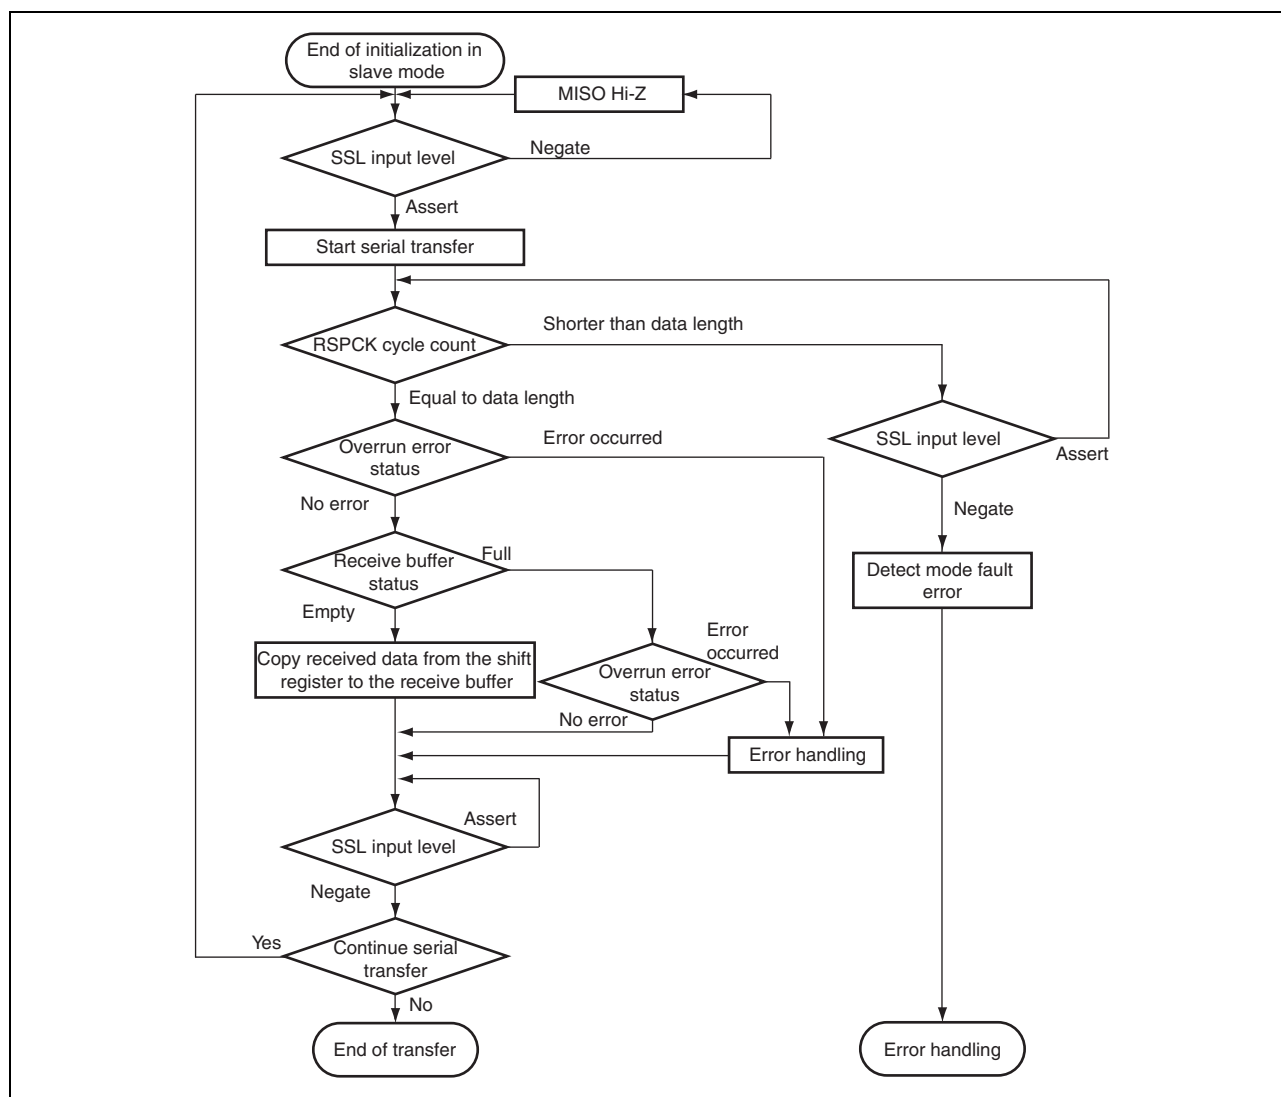 End of initialization in
slave mode
MISO Hi-Z
SSL input level
Negate
Assert
Start serial transfer
Shorter than data length
RSPCK cycle count
Equal to data length
Overrun error
status
Error occurred
SSL input level
Assert
No error
Negate
Receive buffer
status
Full
Detect mode fault
error
Empty
Error
occurred
Copy received data from the shift
register to the receive buffer
Overrun error
status
No error
Error handling
Assert
SSL input level
Negate
Yes
Continue serial
transfer
No
End of transfer
Error handling